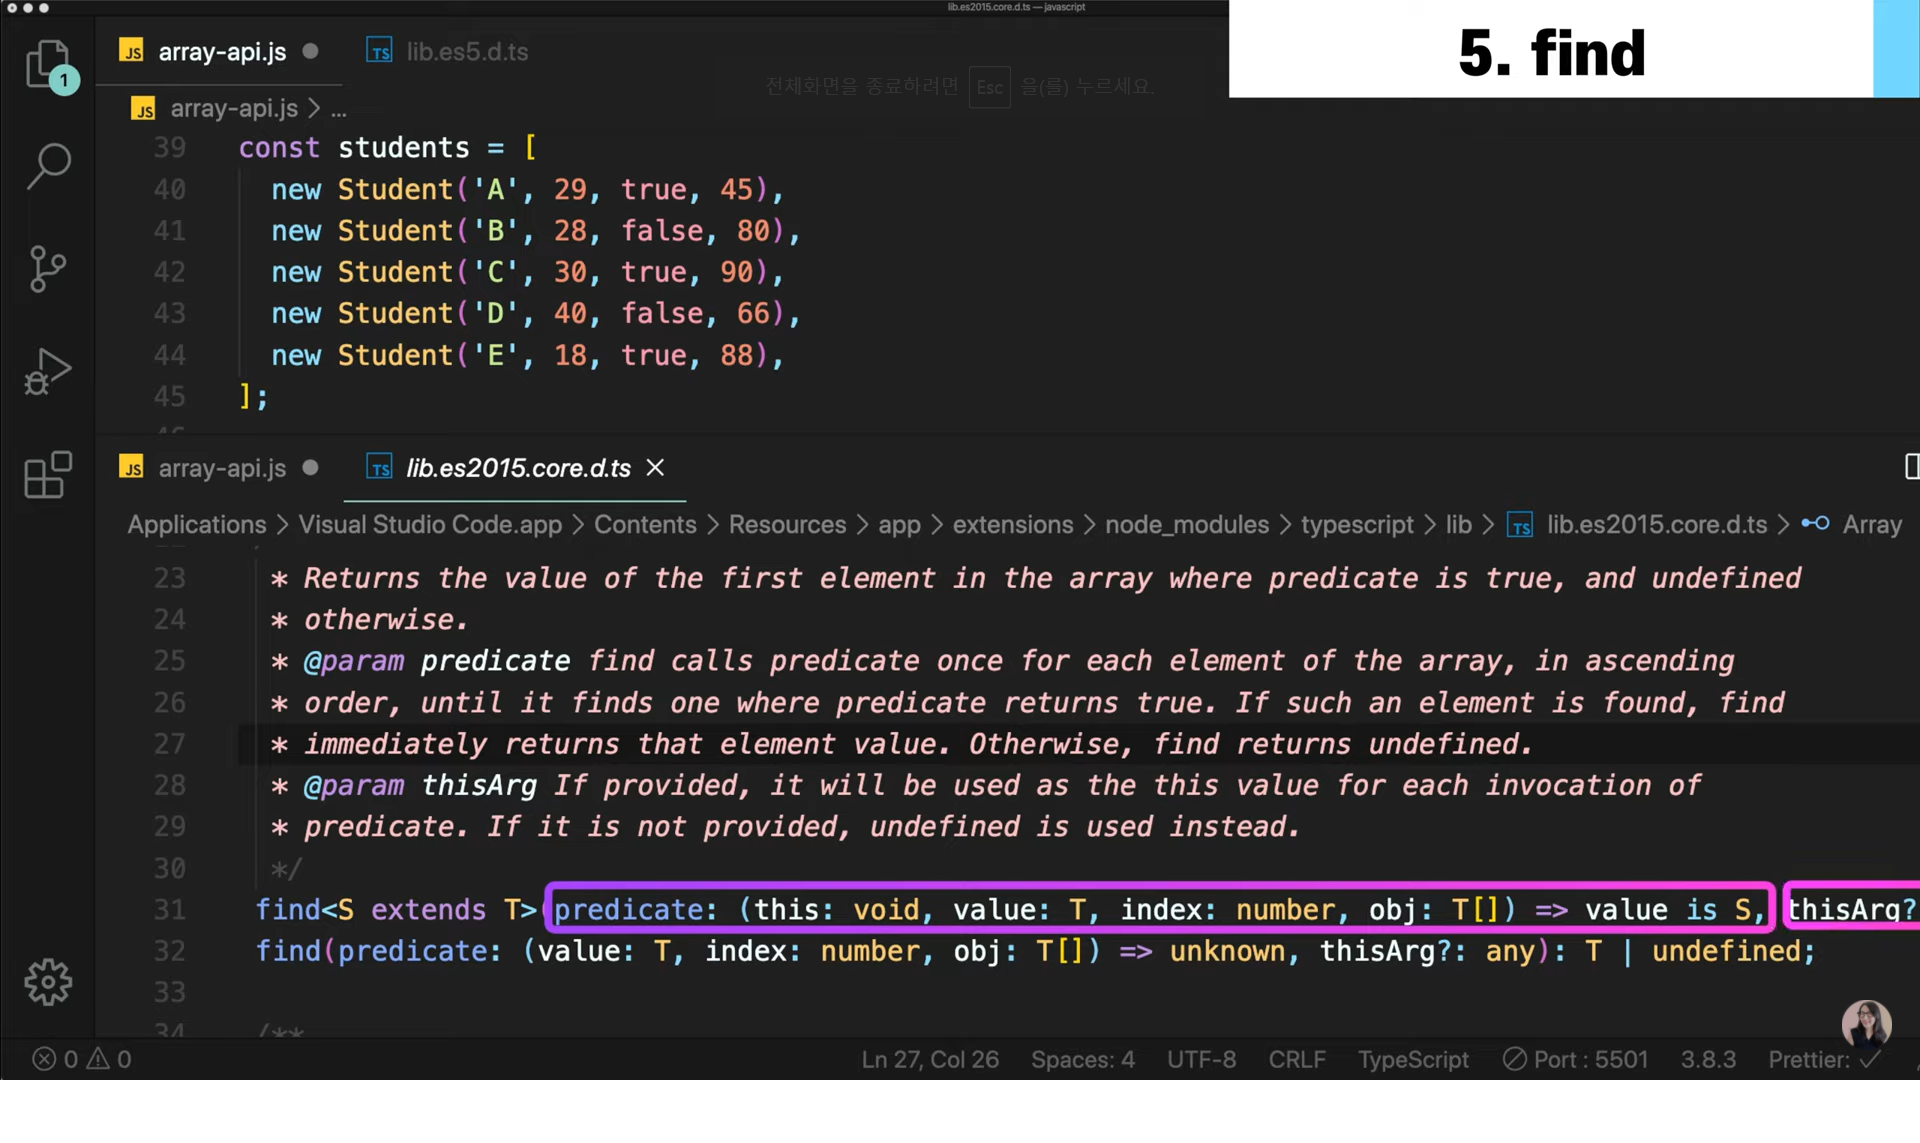 lib.es2015.core.d.ts — javascript
5. find
JS array-api.js TS lib.es5.d.ts
전체화면을 종료하려면 Esc 을(를) 누르세요.
1
JS array-api.js > ...
39 const students = [
40 new Student('A', 29, true, 45),
41 new Student('B', 28, false, 80),
42 new Student('C', 30, true, 90),
43 new Student('D', 40, false, 66),
44 new Student('E', 18, true, 88),
45 ];
46
JS array-api.js TS lib.es2015.core.d.ts
Applications > Visual Studio Code.app > Contents > Resources > app > extensions > node_modules > typescript > lib > TS lib.es2015.core.d.ts > Array
23 * Returns the value of the first element in the array where predicate is true, and undefined
24 * otherwise.
25 * @param predicate find calls predicate once for each element of the array, in ascending
26 * order, until it finds one where predicate returns true. If such an element is found, find
27 * immediately returns that element value. Otherwise, find returns undefined.
28 * @param thisArg If provided, it will be used as the this value for each invocation of
29 * predicate. If it is not provided, undefined is used instead.
30 */
31 find<S extends T>(predicate: (this: void, value: T, index: number, obj: T[]) => value is S, thisArg?
32 find(predicate: (value: T, index: number, obj: T[]) => unknown, thisArg?: any): T | undefined;
33
34 /**
0 0 Ln 27, Col 26 Spaces: 4 UTF-8 CRLF TypeScript Port : 5501 3.8.3 Prettier: ✓